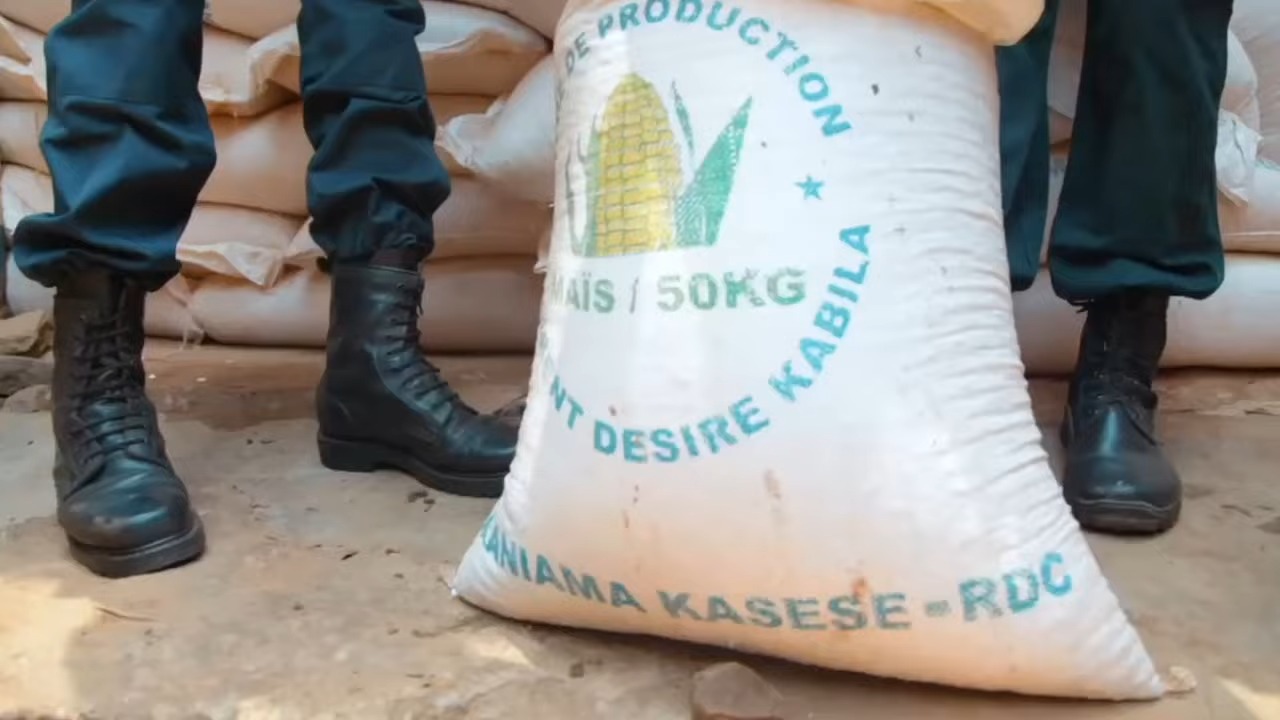 DE PRODUCTION
MAÏS / 50KG
DESIRE KABILA
KANIAMA KASESE - RDC